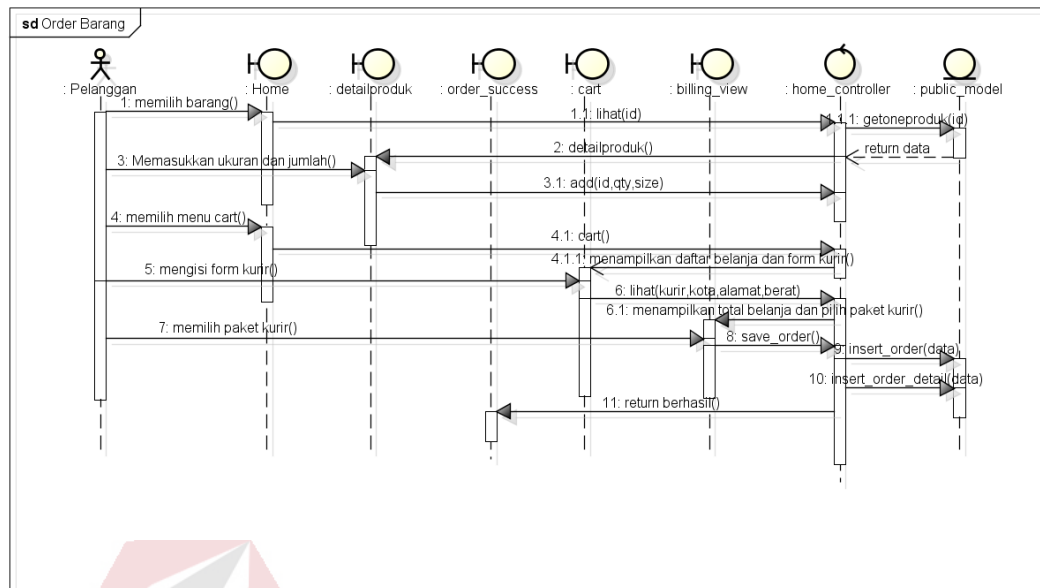 sd Order Barang
: Pelanggan
: Home
: detailproduk
: order_success
: cart
: billing_view
: home_controller
: public_model
1: memilih barang()
1.1: lihat(id)
1.1.1: getoneproduk(id)
return data
2: detailproduk()
3: Memasukkan ukuran dan jumlah()
3.1: add(id,qty,size)
4: memilih menu cart()
4.1: cart()
4.1.1: menampilkan daftar belanja dan form kurir()
5: mengisi form kurir()
6: lihat(kurir,kota,alamat,berat)
6.1: menampilkan total belanja dan pilih paket kurir()
7: memilih paket kurir()
8: save_order()
9: insert_order(data)
10: insert_order_detail(data)
11: return berhasil()